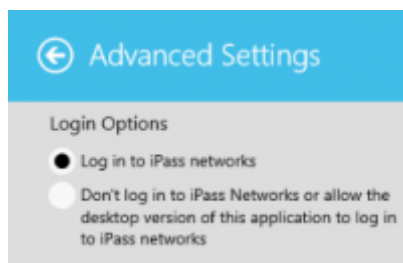 Advanced Settings
Login Options
Log in to iPass networks
Don't log in to iPass Networks or allow the
desktop version of this application to log in
to iPass networks